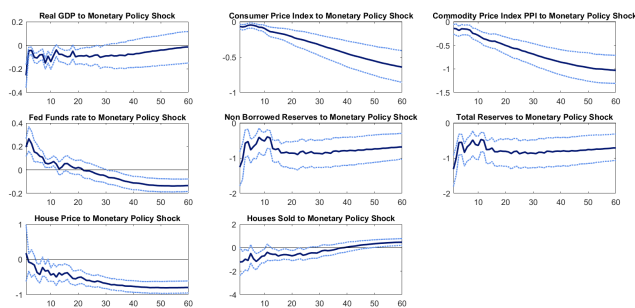 Real GDP to Monetary Policy Shock
0.2
0
-0.2
-0.4
10 20 30 40 50 60
Consumer Price Index to Monetary Policy Shock
0
-0.5
-1
10 20 30 40 50 60
Commodity Price Index PPI to Monetary Policy Shock
0
-0.5
-1
-1.5
10 20 30 40 50 60
Fed Funds rate to Monetary Policy Shock
0.4
0.2
0
-0.2
10 20 30 40 50 60
Non Borrowed Reserves to Monetary Policy Shock
0
-1
-2
10 20 30 40 50 60
Total Reserves to Monetary Policy Shock
0
-1
-2
10 20 30 40 50 60
House Price to Monetary Policy Shock
1
0
-1
10 20 30 40 50 60
Houses Sold to Monetary Policy Shock
2
0
-2
-4
10 20 30 40 50 60